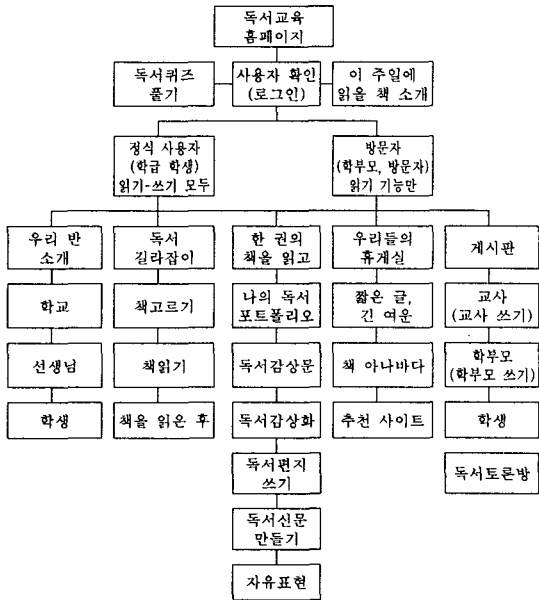 독서교육
홈페이지
독서퀴즈
풀기
사용자 확인
(로그인)
이 주일에
읽을 책 소개
정식 사용자
(학급 학생)
읽기-쓰기 모두
방문자
(학부모, 방문자)
읽기 기능만
우리 반
소개
독서
길라잡이
한 권의
책을 읽고
우리들의
휴게실
게시판
학교
책고르기
나의 독서
포트폴리오
짧은 글,
긴 여운
교사
(교사 쓰기)
선생님
책읽기
독서감상문
책 아나바다
학부모
(학부모 쓰기)
학생
책을 읽은 후
독서감상화
추천 사이트
학생
독서편지
쓰기
독서토론방
독서신문
만들기
자유표현